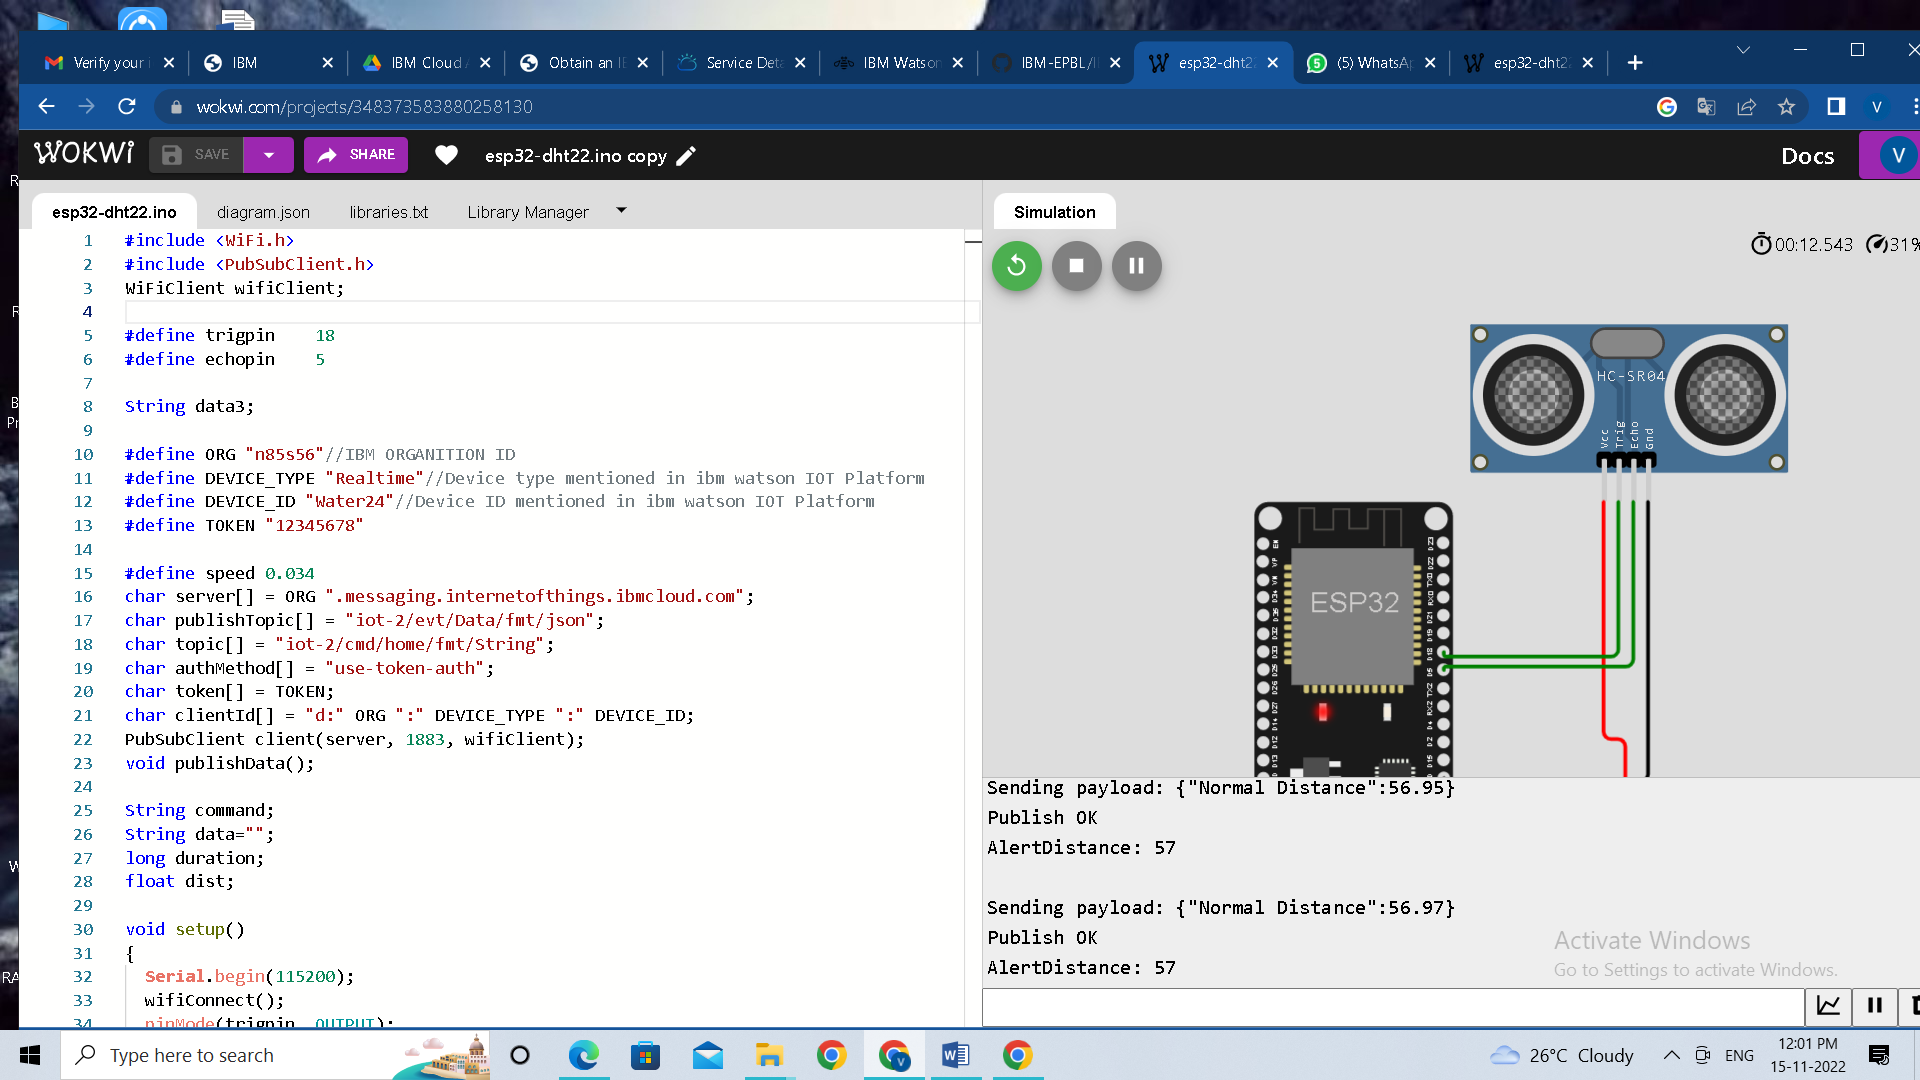 Verify your i
IBM
IBM Cloud A
Obtain an IB
Service Deta
IBM Watson
IBM-EPBL/I
esp32-dht22
(5) WhatsAp
esp32-dht22
wokwi.com/projects/348373583880258130
V
WOKWi
SAVE
SHARE
esp32-dht22.ino copy
Docs
V
esp32-dht22.ino
diagram.json
libraries.txt
Library Manager
Simulation
00:12.543
31%
1 #include <WiFi.h>
2 #include <PubSubClient.h>
3 WiFiClient wifiClient;
4
5 #define trigpin    18
6 #define echopin    5
7
8 String data3;
9
10 #define ORG "n85s56"//IBM ORGANITION ID
11 #define DEVICE_TYPE "Realtime"//Device type mentioned in ibm watson IOT Platform
12 #define DEVICE_ID "Water24"//Device ID mentioned in ibm watson IOT Platform
13 #define TOKEN "12345678"
14
15 #define speed 0.034
16 char server[] = ORG ".messaging.internetofthings.ibmcloud.com";
17 char publishTopic[] = "iot-2/evt/Data/fmt/json";
18 char topic[] = "iot-2/cmd/home/fmt/String";
19 char authMethod[] = "use-token-auth";
20 char token[] = TOKEN;
21 char clientId[] = "d:" ORG ":" DEVICE_TYPE ":" DEVICE_ID;
22 PubSubClient client(server, 1883, wifiClient);
23 void publishData();
24
25 String command;
26 String data="";
27 long duration;
28 float dist;
29
30 void setup()
31 {
32   Serial.begin(115200);
33   wifiConnect();
34   pinMode(trigpin, OUTPUT);
HC-SR04
Vcc
Trig
Echo
Gnd
ESP32
Sending payload: {"Normal Distance":56.95}
Publish OK
AlertDistance: 57
Sending payload: {"Normal Distance":56.97}
Publish OK
AlertDistance: 57
Activate Windows
Go to Settings to activate Windows.
Type here to search
26°C Cloudy
ENG
12:01 PM
15-11-2022